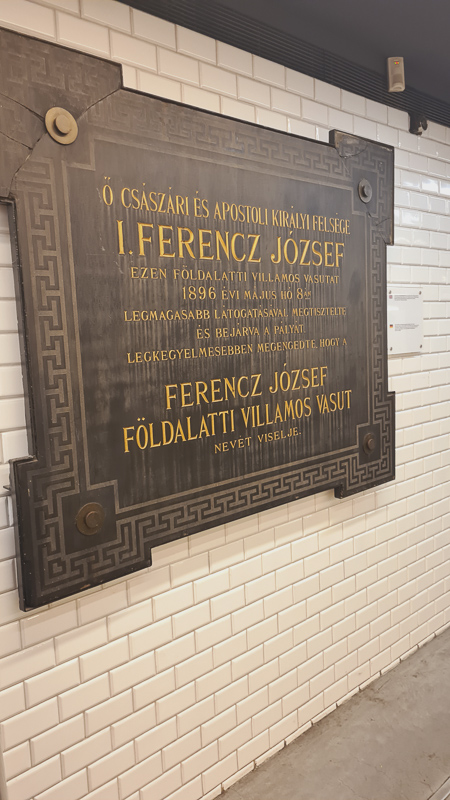 Ő CSÁSZÁRI ÉS APOSTOLI KIRÁLYI FELSÉGE
I. FERENCZ JÓZSEF
EZEN FÖLDALATTI VILLAMOS VASUTAT
1896 ÉVI MÁJUS HÓ 8ÁN
LEGMAGASABB LÁTOGATÁSÁVAL MEGTISZTELTE
ÉS BEJÁRVA A PÁLYÁT
LEGKEGYELMESEBBEN MEGENGEDTE, HOGY A
FERENCZ JÓZSEF
FÖLDALATTI VILLAMOS VASUT
NEVÉT VISELJE.